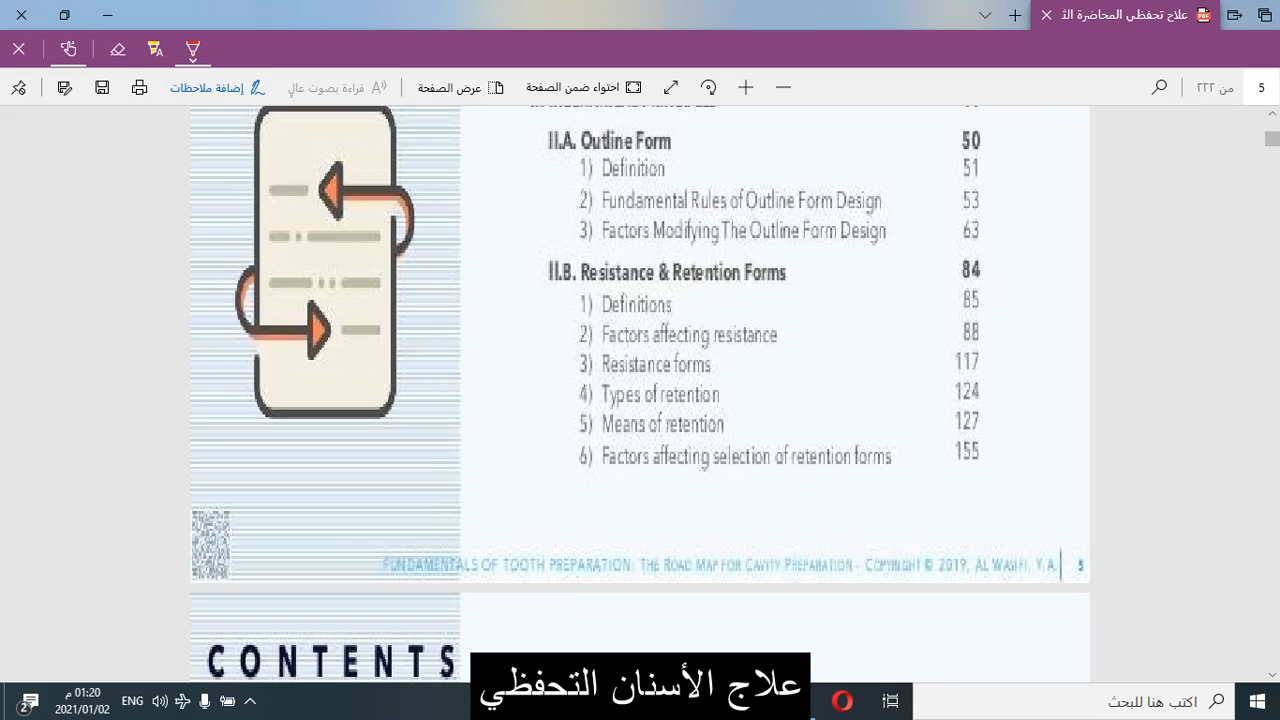 علاج تحفظي المحاضرة الث
5 من ٢٢٢
احتواء ضمن الصفحة
عرض الصفحة
قراءة بصوت عالٍ
إضافة ملاحظات
II.A. Outline Form 50
1) Definition 51
2) Fundamental Rules of Outline Form Design 53
3) Factors Modifying The Outline Form Design 63
II.B. Resistance & Retention Forms 84
1) Definitions 85
2) Factors affecting resistance 88
3) Resistance forms 117
4) Types of retention 124
5) Means of retention 127
6) Factors affecting selection of retention forms 155
FUNDAMENTALS OF TOOTH PREPARATION: THE ROAD MAP FOR CAVITY PREPARATION - COPYRIGHT © 2019, AL WASIFI, Y.A. 5
CONTENTS
علاج الأسنان التحفظي
اكتب هنا للبحث
ENG
01:20 م
2021/01/02